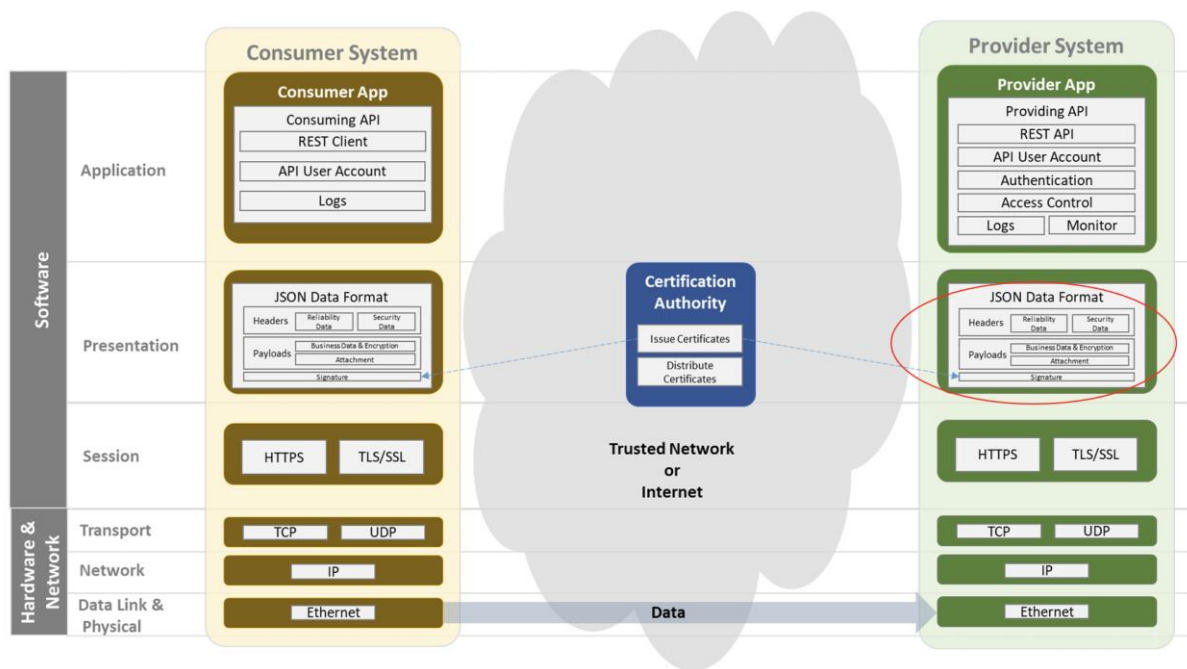 Consumer System
Provider System
Software
Hardware &
Network
Application
Consumer App
Consuming API
REST Client
API User Account
Logs
Provider App
Providing API
REST API
API User Account
Authentication
Access Control
Logs
Monitor
Presentation
JSON Data Format
Headers
Reliability
Data
Security
Data
Payloads
Business Data & Encryption
Attachment
Signature
Certification
Authority
Issue Certificates
Distribute
Certificates
JSON Data Format
Headers
Reliability
Data
Security
Data
Payloads
Business Data & Encryption
Attachment
Signature
Session
HTTPS
TLS/SSL
Trusted Network
or
Internet
HTTPS
TLS/SSL
Transport
TCP
UDP
TCP
UDP
Network
IP
IP
Data Link &
Physical
Ethernet
Data
Ethernet